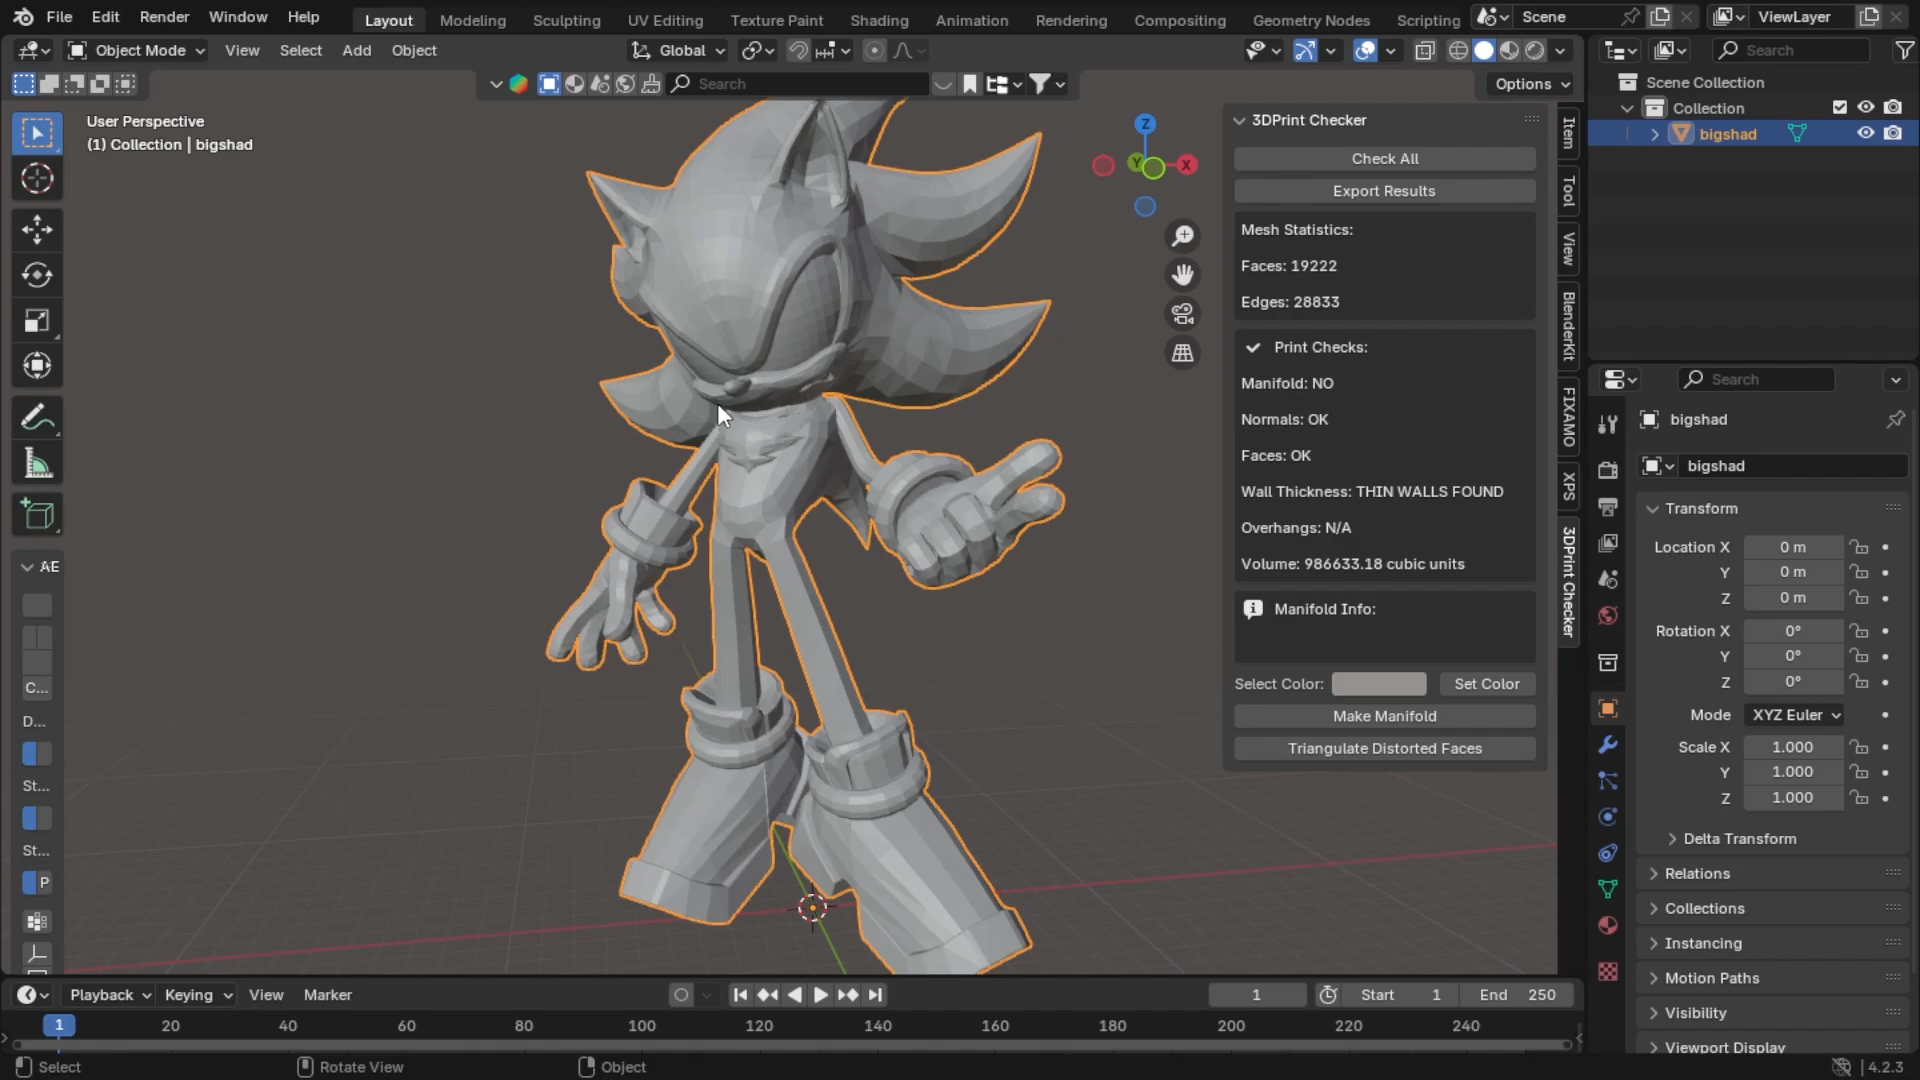 File Edit Render Window Help Layout Modeling Sculpting UV Editing Texture Paint Shading Animation Rendering Compositing Geometry Nodes Scripting Scene ViewLayer
Object Mode View Select Add Object Global Search
Search Options
User Perspective
(1) Collection | bigshad
Z
Y
X
3DPrint Checker
Check All
Export Results
Mesh Statistics:
Faces: 19222
Edges: 28833
Print Checks:
Manifold: NO
Normals: OK
Faces: OK
Wall Thickness: THIN WALLS FOUND
Overhangs: N/A
Volume: 986633.18 cubic units
Manifold Info:
Select Color: Set Color
Make Manifold
Triangulate Distorted Faces
Item
Tool
View
BlenderKit
FIXAMO
XPS
3DPrint Checker
AE
C...
D...
St...
St...
P
Scene Collection
Collection
bigshad
Search
bigshad
bigshad
Transform
Location X 0 m
Y 0 m
Z 0 m
Rotation X 0°
Y 0°
Z 0°
Mode XYZ Euler
Scale X 1.000
Y 1.000
Z 1.000
Delta Transform
Relations
Collections
Instancing
Motion Paths
Visibility
Viewport Display
Playback Keying View Marker 1 Start 1 End 250
1 20 40 60 80 100 120 140 160 180 200 220 240
Select Rotate View Object 4.2.3